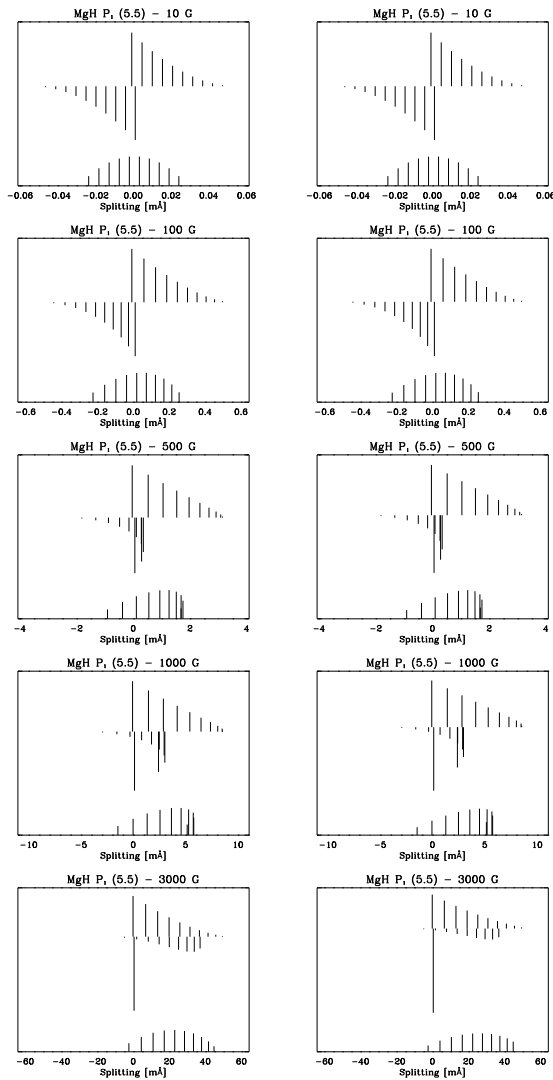 MgH P₁ (5.5) – 10 G
MgH P₁ (5.5) – 10 G
-0.06 -0.04 -0.02 0.00 0.02 0.04 0.06
-0.06 -0.04 -0.02 0.00 0.02 0.04 0.06
Splitting [mÅ]
Splitting [mÅ]
MgH P₁ (5.5) – 100 G
MgH P₁ (5.5) – 100 G
-0.6 -0.4 -0.2 0.0 0.2 0.4 0.6
-0.6 -0.4 -0.2 0.0 0.2 0.4 0.6
Splitting [mÅ]
Splitting [mÅ]
MgH P₁ (5.5) – 500 G
MgH P₁ (5.5) – 500 G
-4 -2 0 2 4
-4 -2 0 2 4
Splitting [mÅ]
Splitting [mÅ]
MgH P₁ (5.5) – 1000 G
MgH P₁ (5.5) – 1000 G
-10 -5 0 5 10
-10 -5 0 5 10
Splitting [mÅ]
Splitting [mÅ]
MgH P₁ (5.5) – 3000 G
MgH P₁ (5.5) – 3000 G
-60 -40 -20 0 20 40 60
-60 -40 -20 0 20 40 60
Splitting [mÅ]
Splitting [mÅ]